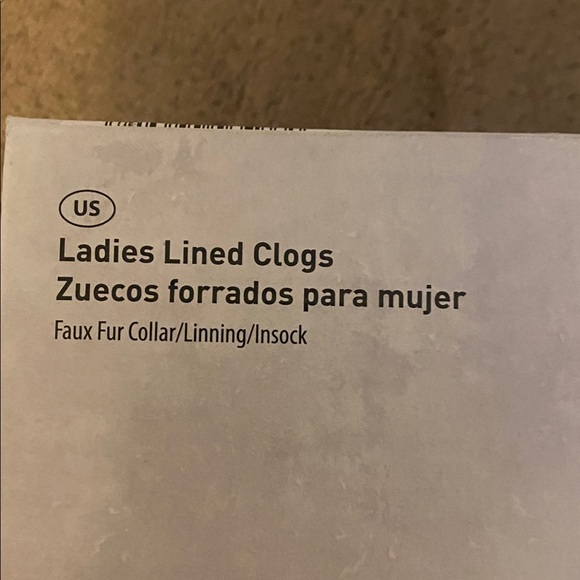 US
Ladies Lined Clogs
Zuecos forrados para mujer
Faux Fur Collar/Linning/Insock